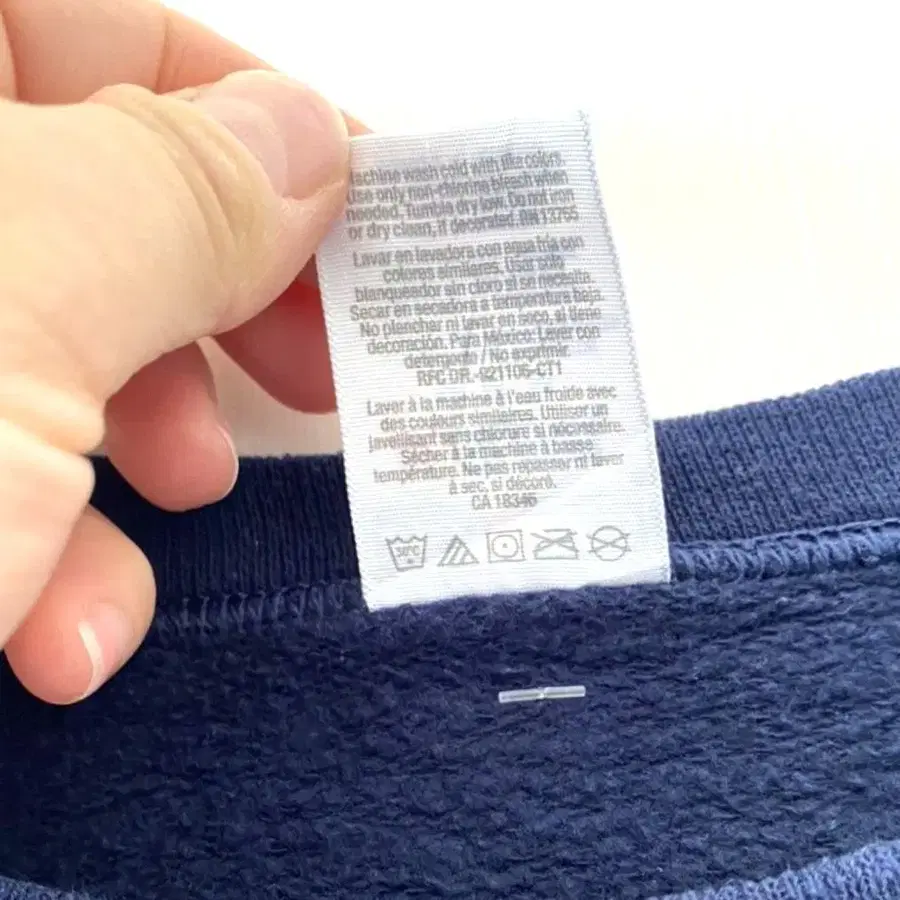 achine wash cold with like colors.
Use only, non-chlorine bleach when
needed. Tumble dry low. Do not iron
or dry clean, if decorated. RN 13765
Lavar en lavadora con agua fría con
colores similares. Usar solo
blanqueador sin cloro si se necesita.
Secar en secadora a temperatura baja.
No planchar ni lavar en seco, si tiene
decoración. Para México: Lavar con
detergente / No exprimir.
RFC DR.-921106-CT1
Laver à la machine à l'eau froide avec
des couleurs similaires. Utiliser un
javellisant sans chlorure si nécessaire.
Sécher à la machine à basse
température. Ne pas repasser ni laver
à sec, si décoré.
CA 18346
30°C